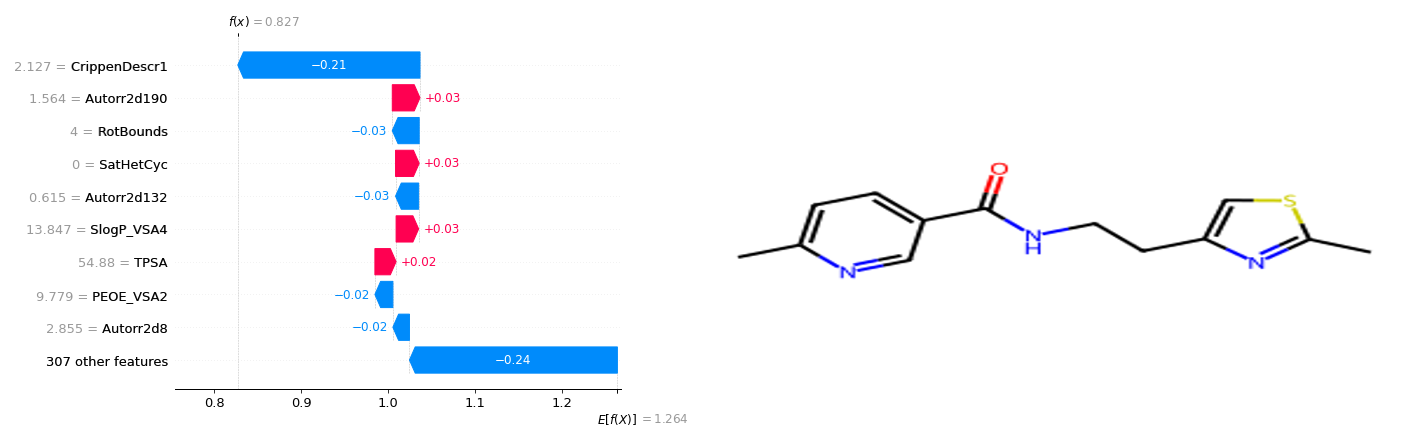 f(x) = 0.827
2.127 = CrippenDescr1
−0.21
1.564 = Autorr2d190
+0.03
4 = RotBounds
−0.03
0 = SatHetCyc
+0.03
0.615 = Autorr2d132
−0.03
13.847 = SlogP_VSA4
+0.03
54.88 = TPSA
+0.02
9.779 = PEOE_VSA2
−0.02
2.855 = Autorr2d8
−0.02
307 other features
−0.24
0.8 0.9 1.0 1.1 1.2
E[f(X)] = 1.264
O
N
H
N
S
N